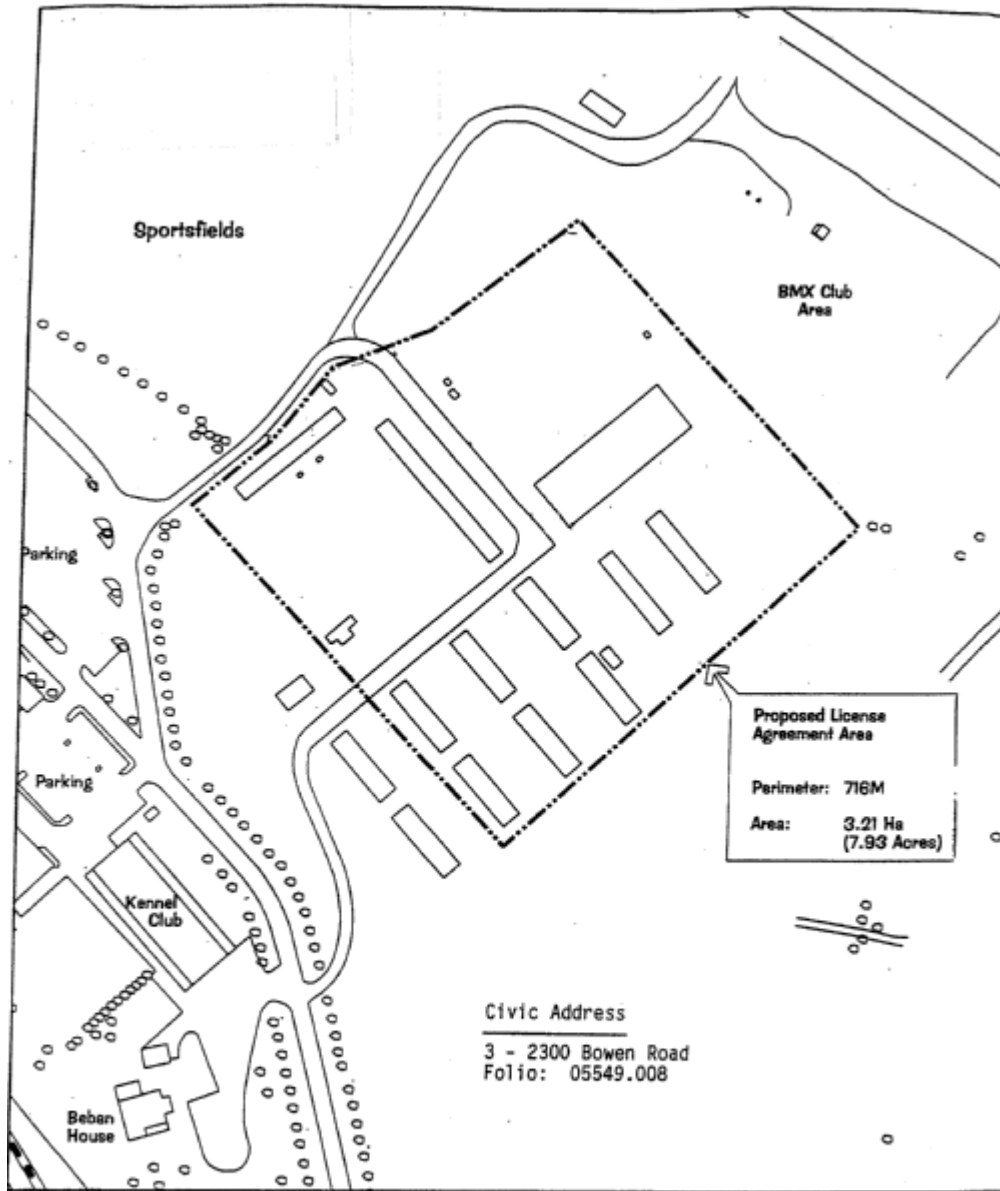 Sportsfields
BMX Club
Area
Parking
Proposed License
Agreement Area
Perimeter: 716M
Area: 3.21 Ha
(7.93 Acres)
Parking
Kennel
Club
Civic Address
3 - 2300 Bowen Road
Folio: 05549.008
Beban
House